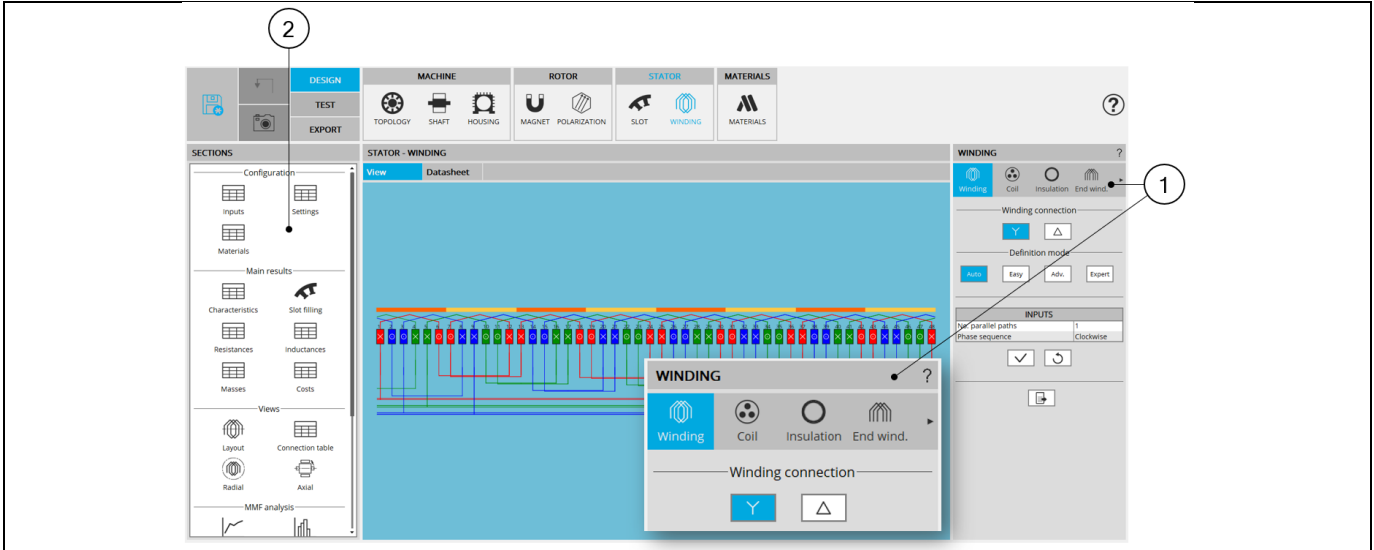 2
DESIGN
TEST
EXPORT
MACHINE
ROTOR
STATOR
MATERIALS
TOPOLOGY SHAFT HOUSING
MAGNET POLARIZATION
SLOT WINDING
MATERIALS
?
SECTIONS
Configuration
Inputs Settings
Materials
Main results
Characteristics Slot filling
Resistances Inductances
Masses Costs
Views
Layout Connection table
Radial Axial
MMF analysis
STATOR - WINDING
View Datasheet
WINDING ?
Winding Coil Insulation End wind.
Winding connection
Definition mode
Auto Easy Adv. Expert
INPUTS
No. parallel paths 1
Phase sequence Clockwise
1
WINDING ?
Winding Coil Insulation End wind.
Winding connection